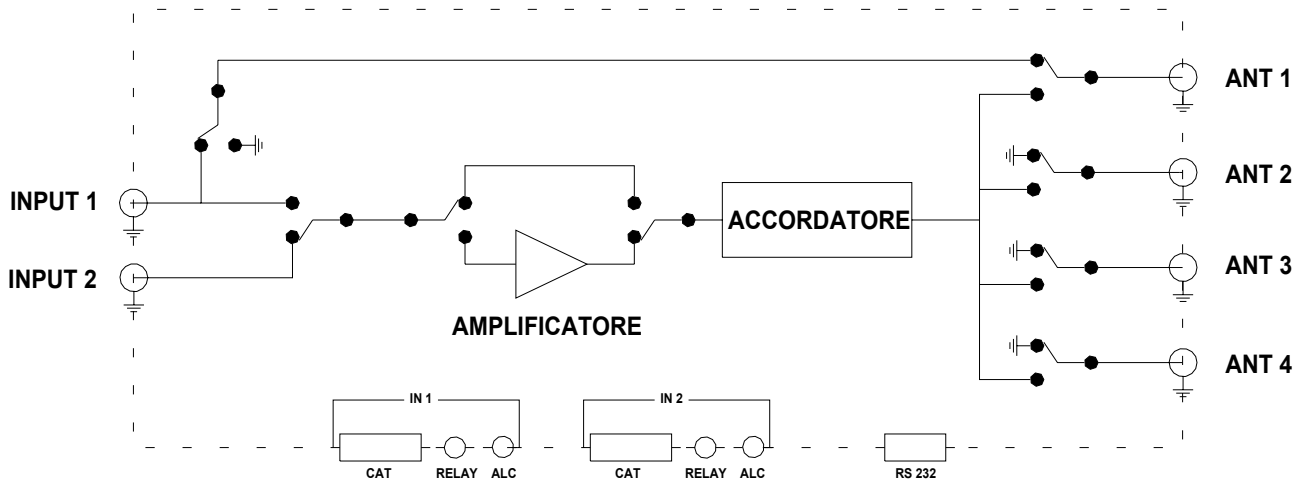 ANT 1
ANT 2
INPUT 1
ACCORDATORE
ANT 3
INPUT 2
AMPLIFICATORE
ANT 4
IN 1
IN 2
CAT
RELAY
ALC
CAT
RELAY
ALC
RS 232